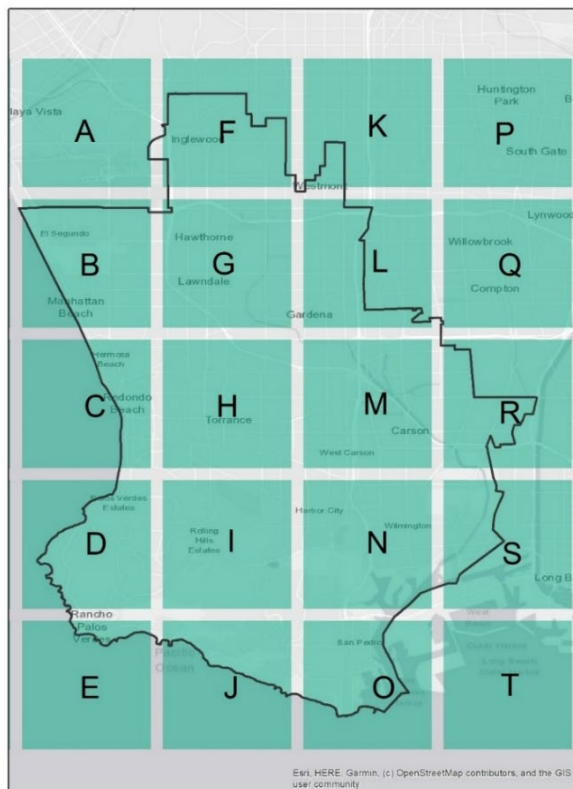 Huntington
Park
B
laya Vista
A
F
K
P
Inglewood
South Gate
Westmont
Lynwood
El Segundo
Hawthorne
Willowbrook
B
G
L
Q
Lawndale
Compton
Manhattan
Beach
Gardena
Hermosa
Beach
C
Redondo
Beach
H
M
R
Torrance
Carson
West Carson
Palos Verdes
Estates
Harbor City
Rolling
Hills
Estates
Wilmington
D
I
N
S
Long B
Rancho
Palos
Verdes
West
San Pedro
Pacific
Ocean
E
J
O
T
Esri, HERE, Garmin, (c) OpenStreetMap contributors, and the GIS
user community